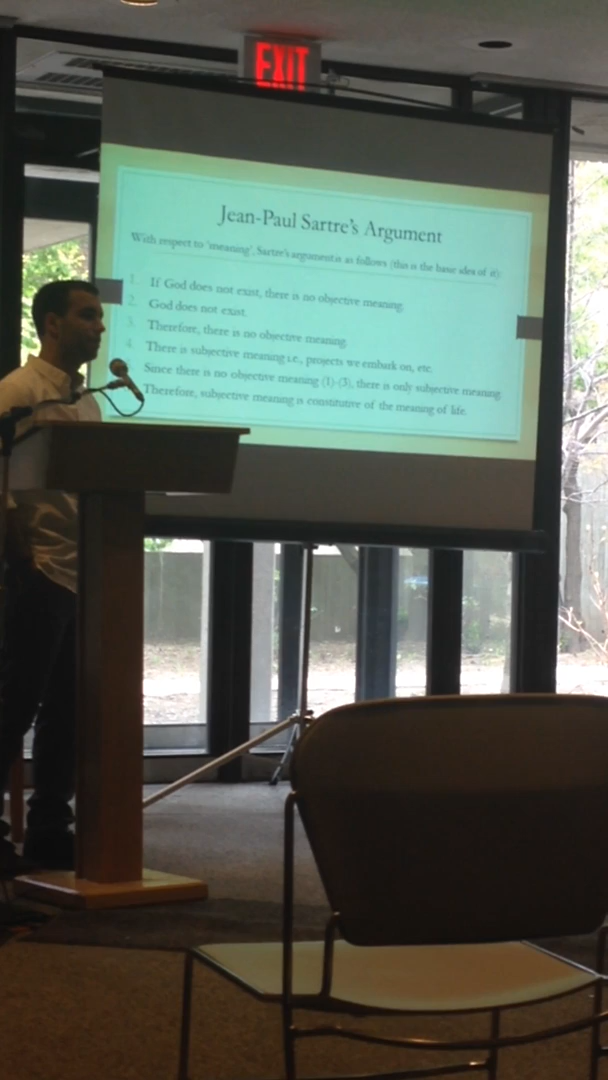 EXIT
Jean-Paul Sartre's Argument
With respect to 'meaning', Sartre's argument is as follows (this is the basic idea of it):
1. If God does not exist, there is no objective meaning.
2. God does not exist.
3. Therefore, there is no objective meaning.
4. There is subjective meaning i.e., projects we embark on, etc.
5. Since there is no objective meaning (1)-(3), there is only subjective meaning.
Therefore, subjective meaning is constitutive of the meaning of life.